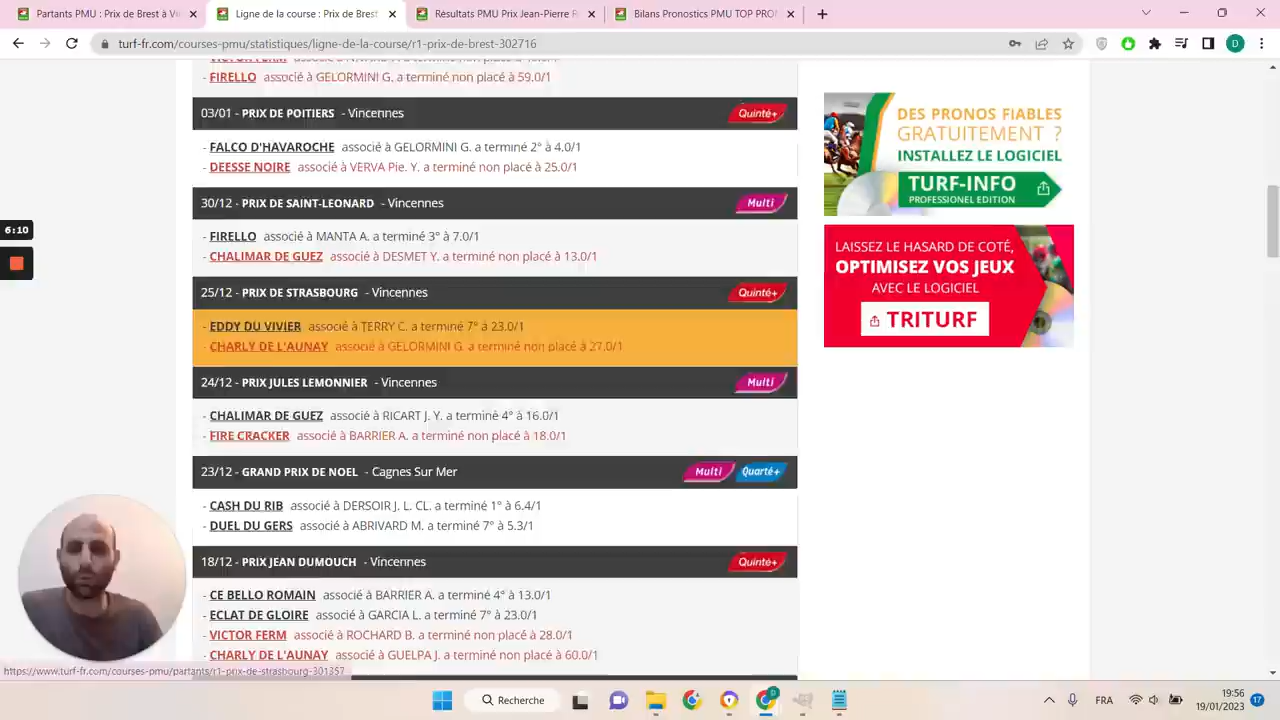 Partants PMU : Prix de Brest à V
Ligne de la course : Prix de Brest
Résultats PMU Prix Jean-Pierre R
Bilans Pronostics PMU TOP PRO
turf-fr.com/courses-pmu/statistiques/ligne-de-la-course/r1-prix-de-brest-302716
D
- FIRELLO associé à GELORMINI G. a terminé non placé à 59.0/1
03/01 - PRIX DE POITIERS - Vincennes
Quinté+
- FALCO D'HAVAROCHE associé à GELORMINI G. a terminé 2° à 4.0/1
- DEESSE NOIRE associé à VERVA Pie. Y. a terminé non placé à 25.0/1
30/12 - PRIX DE SAINT-LEONARD - Vincennes
Multi
- FIRELLO associé à MANTA A. a terminé 3° à 7.0/1
- CHALIMAR DE GUEZ associé à DESMET Y. a terminé non placé à 13.0/1
25/12 - PRIX DE STRASBOURG - Vincennes
Quinté+
- EDDY DU VIVIER associé à TERRY C. a terminé 7° à 23.0/1
- CHARLY DE L'AUNAY associé à GELORMINI G. a terminé non placé à 27.0/1
24/12 - PRIX JULES LEMONNIER - Vincennes
Multi
- CHALIMAR DE GUEZ associé à RICART J. Y. a terminé 4° à 16.0/1
- FIRE CRACKER associé à BARRIER A. a terminé non placé à 18.0/1
23/12 - GRAND PRIX DE NOEL - Cagnes Sur Mer
Multi Quarté+
- CASH DU RIB associé à DERSOIR J. L. CL. a terminé 1° à 6.4/1
- DUEL DU GERS associé à ABRIVARD M. a terminé 7° à 5.3/1
18/12 - PRIX JEAN DUMOUCH - Vincennes
Quinté+
- CE BELLO ROMAIN associé à BARRIER A. a terminé 4° à 13.0/1
- ECLAT DE GLOIRE associé à GARCIA L. a terminé 7° à 23.0/1
- VICTOR FERM associé à ROCHARD B. a terminé non placé à 28.0/1
- CHARLY DE L'AUNAY associé à GUELPA J. a terminé non placé à 60.0/1
DES PRONOS FIABLES
GRATUITEMENT ?
INSTALLEZ LE LOGICIEL
TURF-INFO
PROFESSIONEL EDITION
LAISSEZ LE HASARD DE COTÉ,
OPTIMISEZ VOS JEUX
AVEC LE LOGICIEL
TRITURF
6:10
https://www.turf-fr.com/courses-pmu/partants/r1-prix-de-strasbourg-301357
Recherche
FRA
19:56
19/01/2023
17